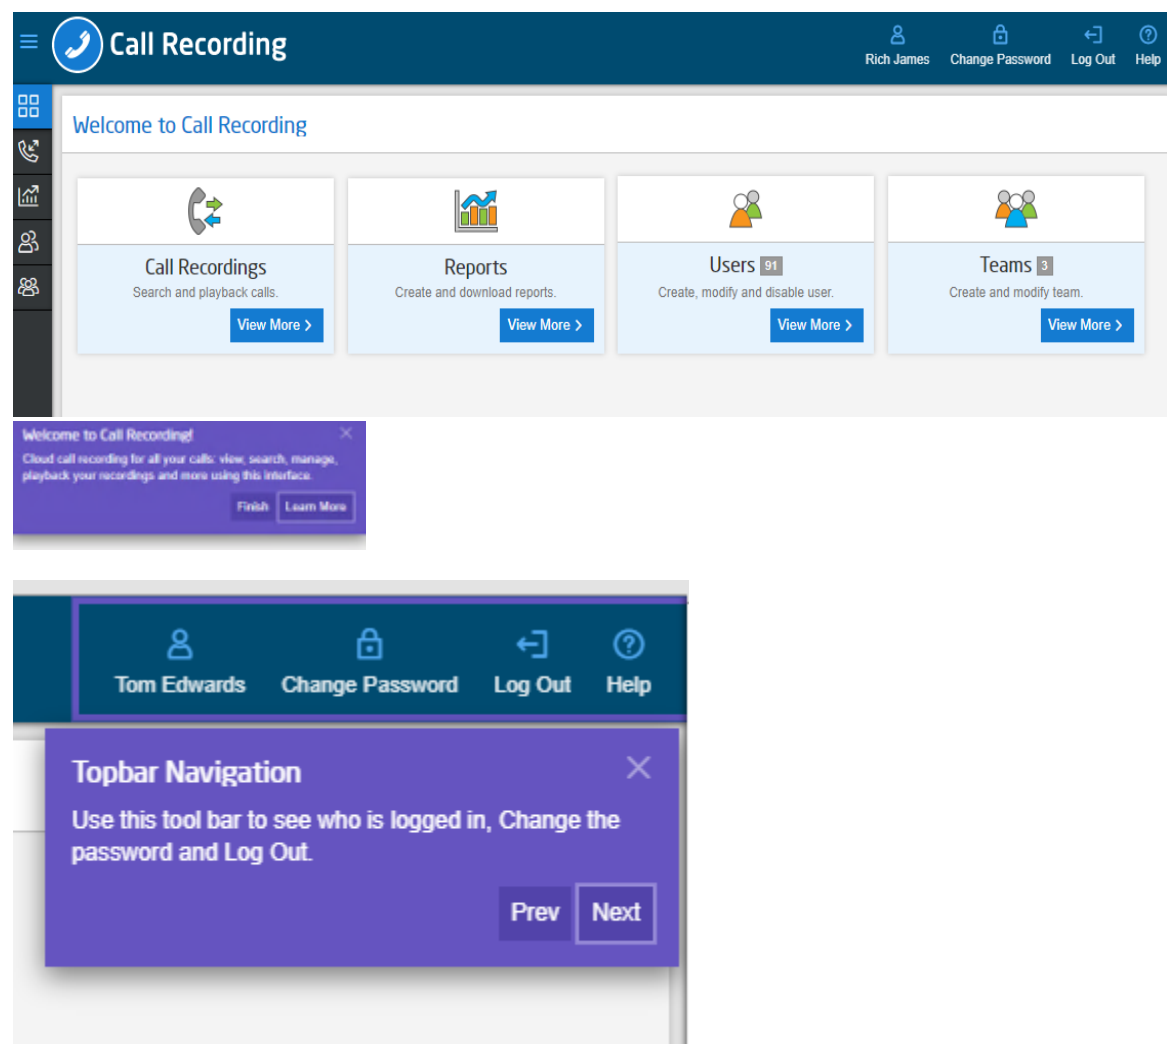 Call Recording
Rich James
Change Password
Log Out
Help
Welcome to Call Recording
Call Recordings
Search and playback calls.
View More >
Reports
Create and download reports.
View More >
Users 91
Create, modify and disable user.
View More >
Teams 3
Create and modify team.
View More >
Welcome to Call Recording!
Cloud call recording for all your calls: view, search, manage,
playback your recordings and more using this interface.
Finish
Learn More
Tom Edwards
Change Password
Log Out
Help
Topbar Navigation
Use this tool bar to see who is logged in, Change the
password and Log Out.
Prev
Next